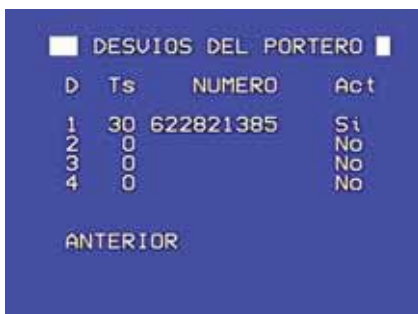 DESVIOS DEL PORTERO
D Ts NUMERO Act
1 30 622821385 Si
2 0 No
3 0 No
4 0 No
ANTERIOR